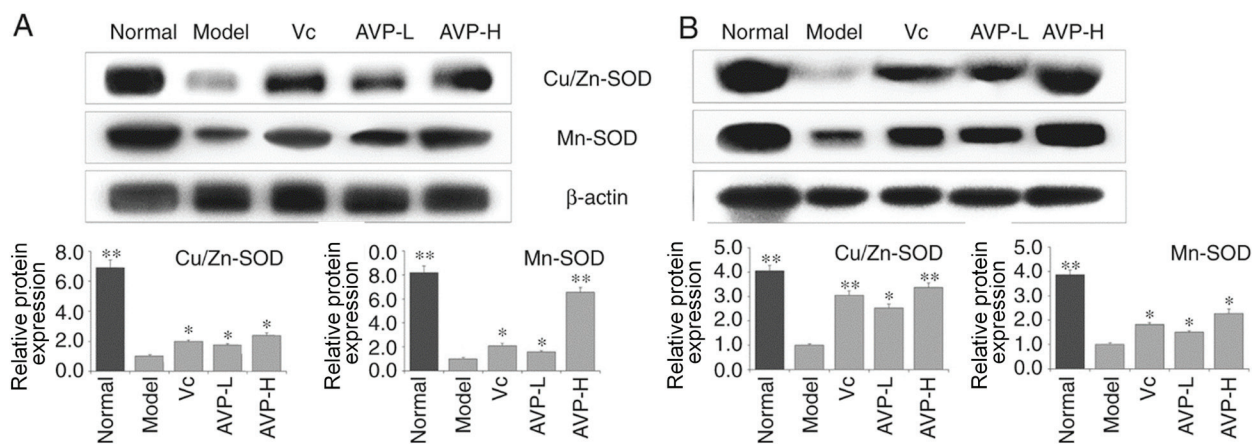 A
Normal Model Vc AVP-L AVP-H
Cu/Zn-SOD
Mn-SOD
β-actin
B
Normal Model Vc AVP-L AVP-H
Relative protein
expression
8.0
6.0
4.0
2.0
0.0
Cu/Zn-SOD
**
*
*
*
Normal
Model
Vc
AVP-L
AVP-H
Relative protein
expression
0.0
8.0
6.0
4.0
2.0
0.0
Mn-SOD
**
*
*
**
Normal
Model
Vc
AVP-L
AVP-H
Relative protein
expression
5.0
4.0
3.0
2.0
1.0
0.0
Cu/Zn-SOD
**
**
*
**
Normal
Model
Vc
AVP-L
AVP-H
Relative protein
expression
5.0
4.0
3.0
2.0
1.0
0.0
Mn-SOD
**
*
*
*
Normal
Model
Vc
AVP-L
AVP-H